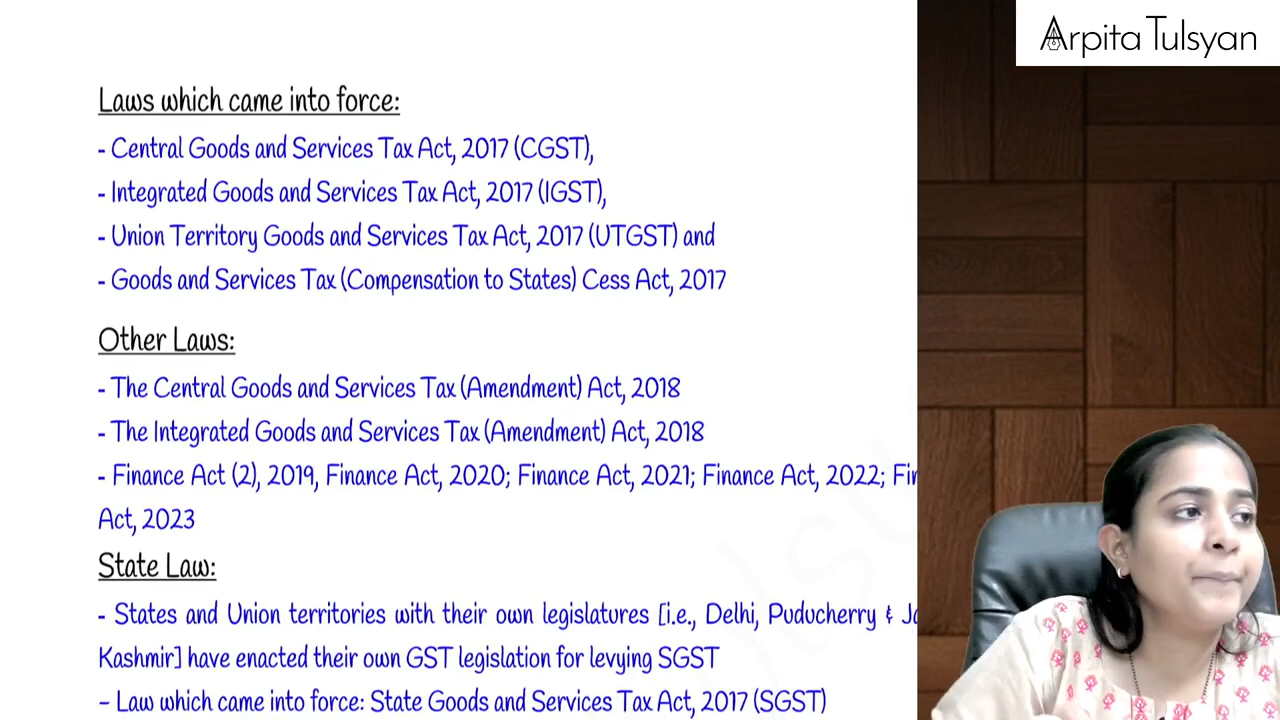 Arpita Tulsyan
Laws which came into force:
- Central Goods and Services Tax Act, 2017 (CGST),
- Integrated Goods and Services Tax Act, 2017 (IGST),
- Union Territory Goods and Services Tax Act, 2017 (UTGST) and
- Goods and Services Tax (Compensation to States) Cess Act, 2017
Other Laws:
- The Central Goods and Services Tax (Amendment) Act, 2018
- The Integrated Goods and Services Tax (Amendment) Act, 2018
- Finance Act (2), 2019, Finance Act, 2020; Finance Act, 2021; Finance Act, 2022;
Act, 2023
State Law:
- States and Union territories with their own legislatures [i.e., Delhi, Puducherry &
Kashmir] have enacted their own GST legislation for levying SGST
- Law which came into force: State Goods and Services Tax Act, 2017 (SGST)